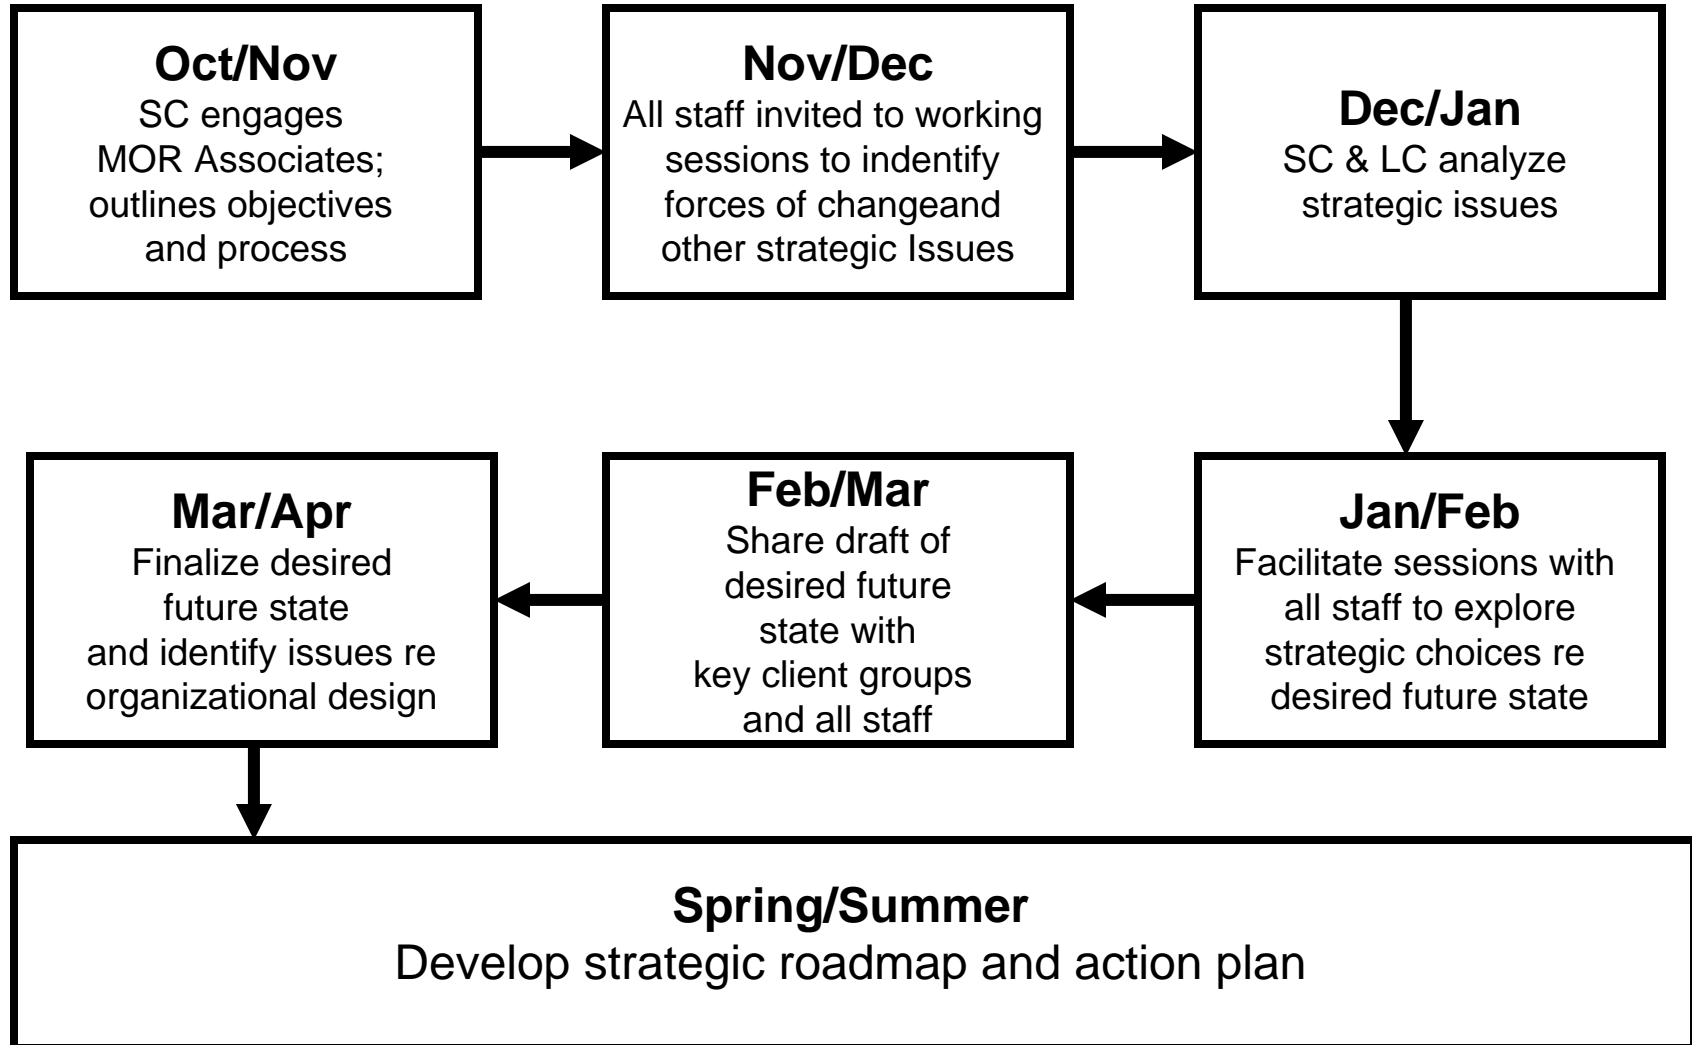 Oct/Nov
SC engages
MOR Associates;
outlines objectives
and process
Nov/Dec
All staff invited to working
sessions to indentify
forces of changeand
other strategic Issues
Dec/Jan
SC & LC analyze
strategic issues
Jan/Feb
Facilitate sessions with
all staff to explore
strategic choices re
desired future state
Feb/Mar
Share draft of
desired future
state with
key client groups
and all staff
Mar/Apr
Finalize desired
future state
and identify issues re
organizational design
Spring/Summer
Develop strategic roadmap and action plan